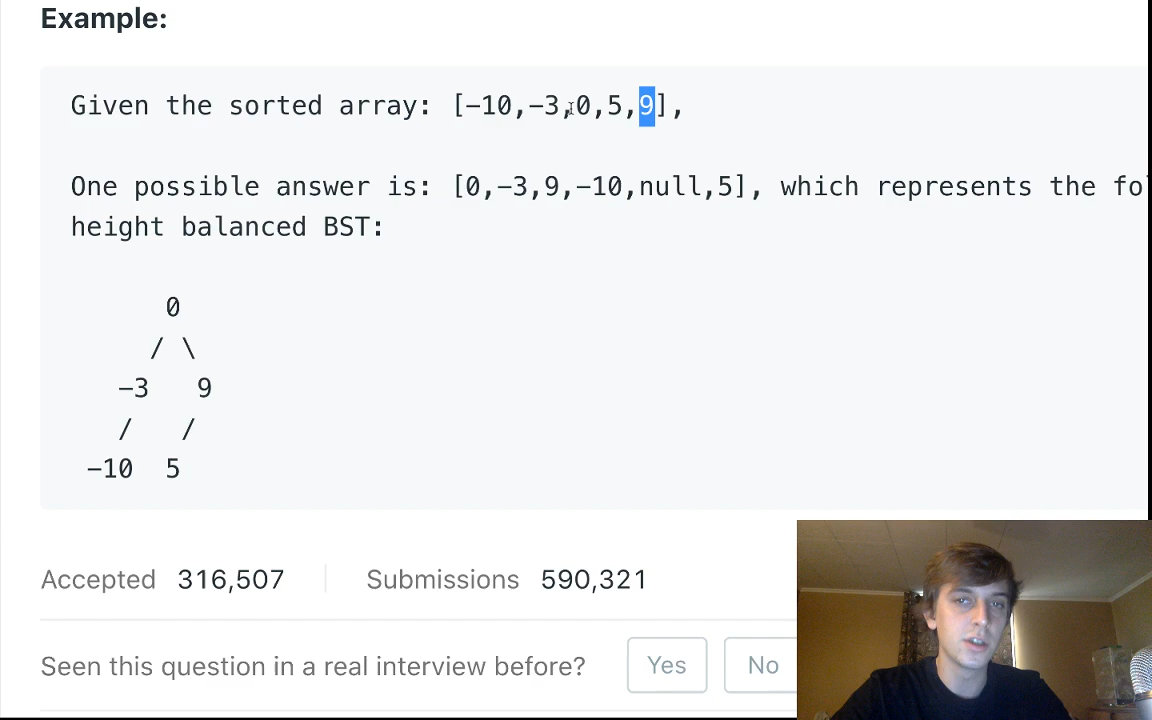 Example:
Given the sorted array: [-10,-3,0,5,9],
One possible answer is: [0,-3,9,-10,null,5], which represents the
height balanced BST:
0
/ \
-3 9
/ /
-10 5
Accepted 316,507 Submissions 590,321
Seen this question in a real interview before? Yes No